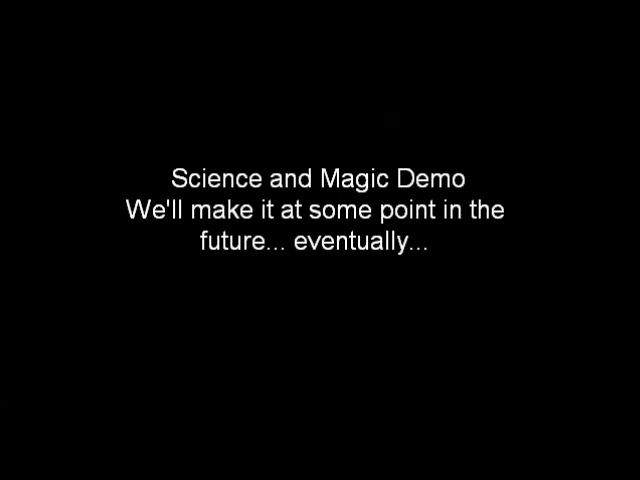 Science and Magic Demo
We'll make it at some point in the
future... eventually...